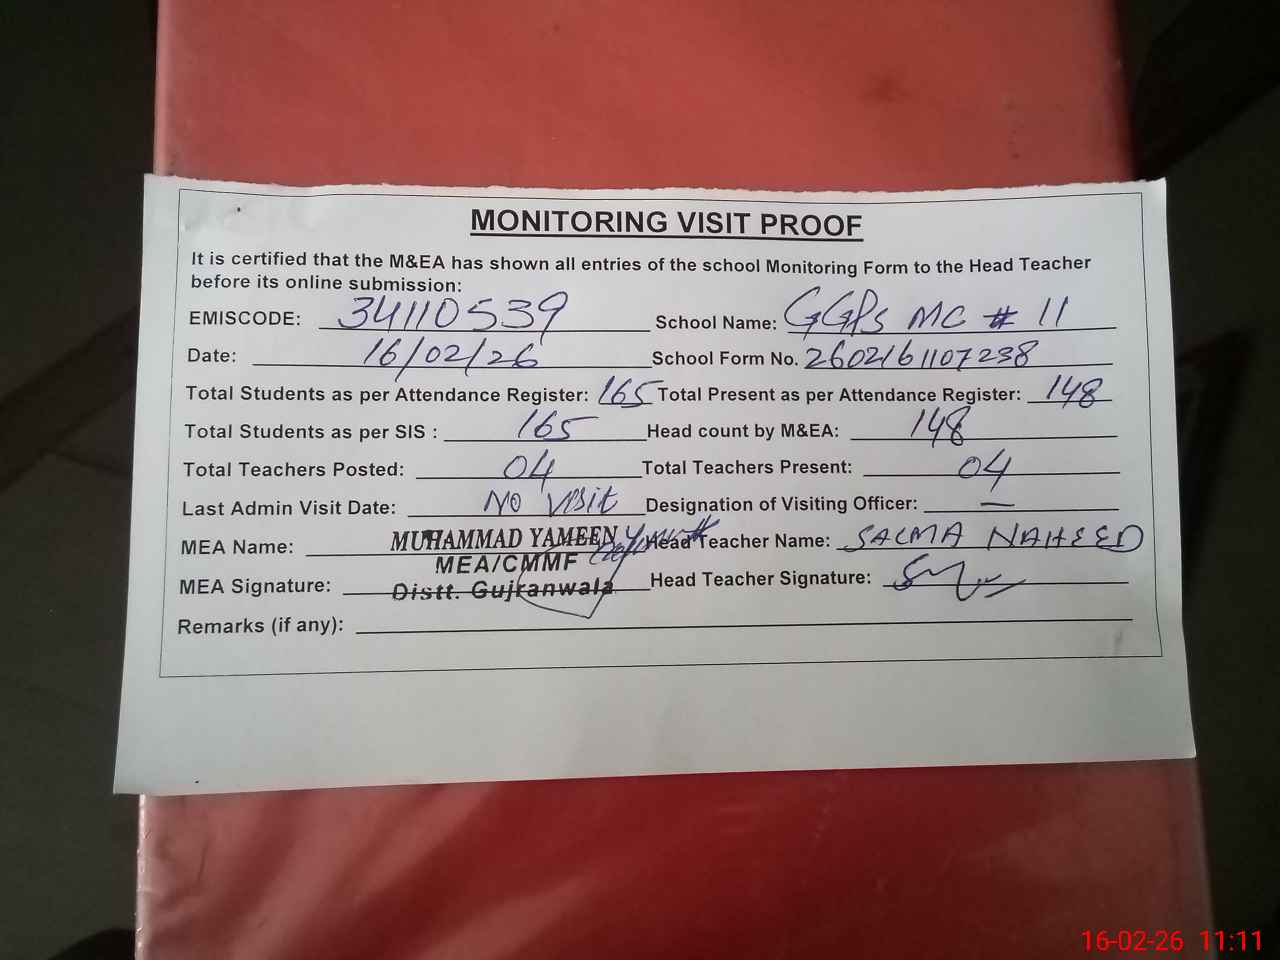 MONITORING VISIT PROOF
It is certified that the M&EA has shown all entries of the school Monitoring Form to the Head Teacher
before its online submission:
EMISCODE: 34110539 School Name: GGPS MC # 11
Date: 16/02/26 School Form No. 2602161107238
Total Students as per Attendance Register: 165 Total Present as per Attendance Register: 148
Total Students as per SIS : 165 Head count by M&EA: 148
Total Teachers Posted: 04 Total Teachers Present: 04
Last Admin Visit Date: NO Visit Designation of Visiting Officer: —
MEA Name: MUHAMMAD YAMEEN Head Teacher Name: SALMA NAHEED
MEA/CMMF
MEA Signature: Distt. Gujranwala Head Teacher Signature:
Remarks (if any):
16-02-26 11:11